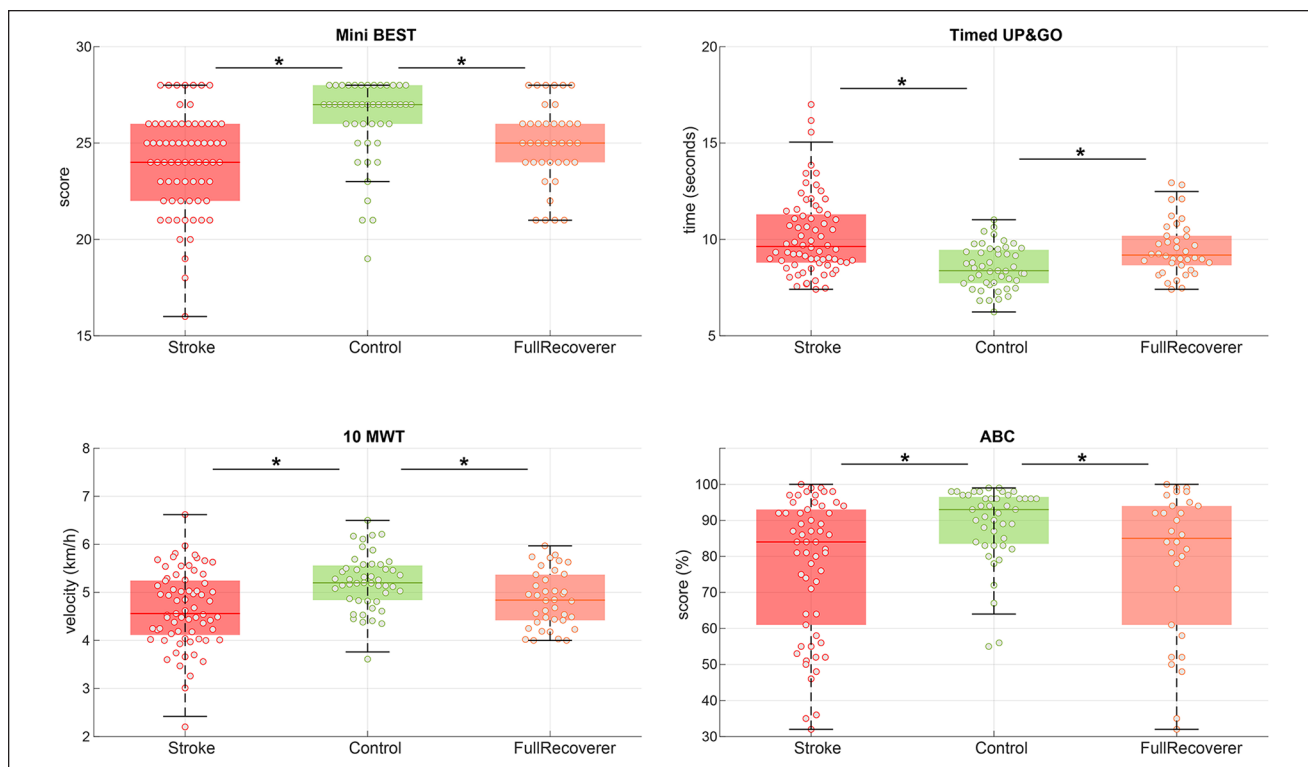 Mini BEST
30
25
20
15
score
*
*
Stroke
Control
FullRecoverer
Timed UP&GO
20
15
10
5
time (seconds)
*
*
Stroke
Control
FullRecoverer
10 MWT
8
7
6
5
4
3
2
velocity (km/h)
*
*
Stroke
Control
FullRecoverer
ABC
100
90
80
70
60
50
40
30
score (%)
*
*
Stroke
Control
FullRecoverer